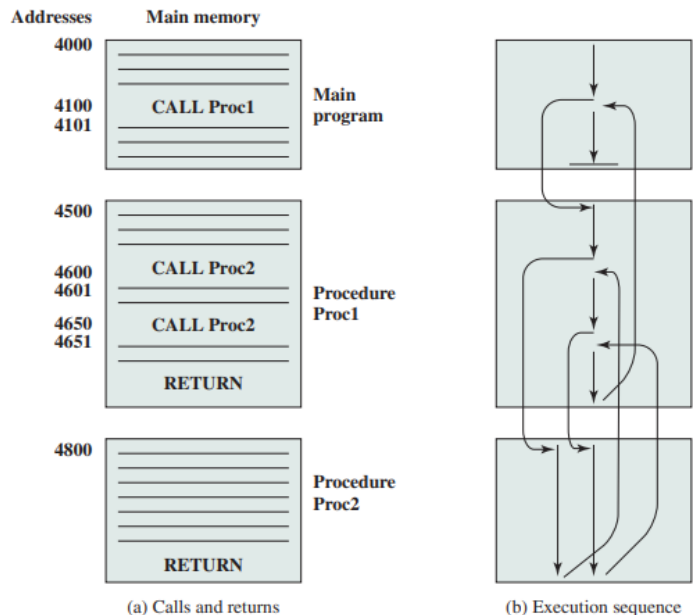 Addresses Main memory
4000
4100 CALL Proc1
4101
Main
program
4500
4600 CALL Proc2
4601
4650 CALL Proc2
4651
RETURN
Procedure
Proc1
4800
Procedure
Proc2
RETURN
(a) Calls and returns
(b) Execution sequence